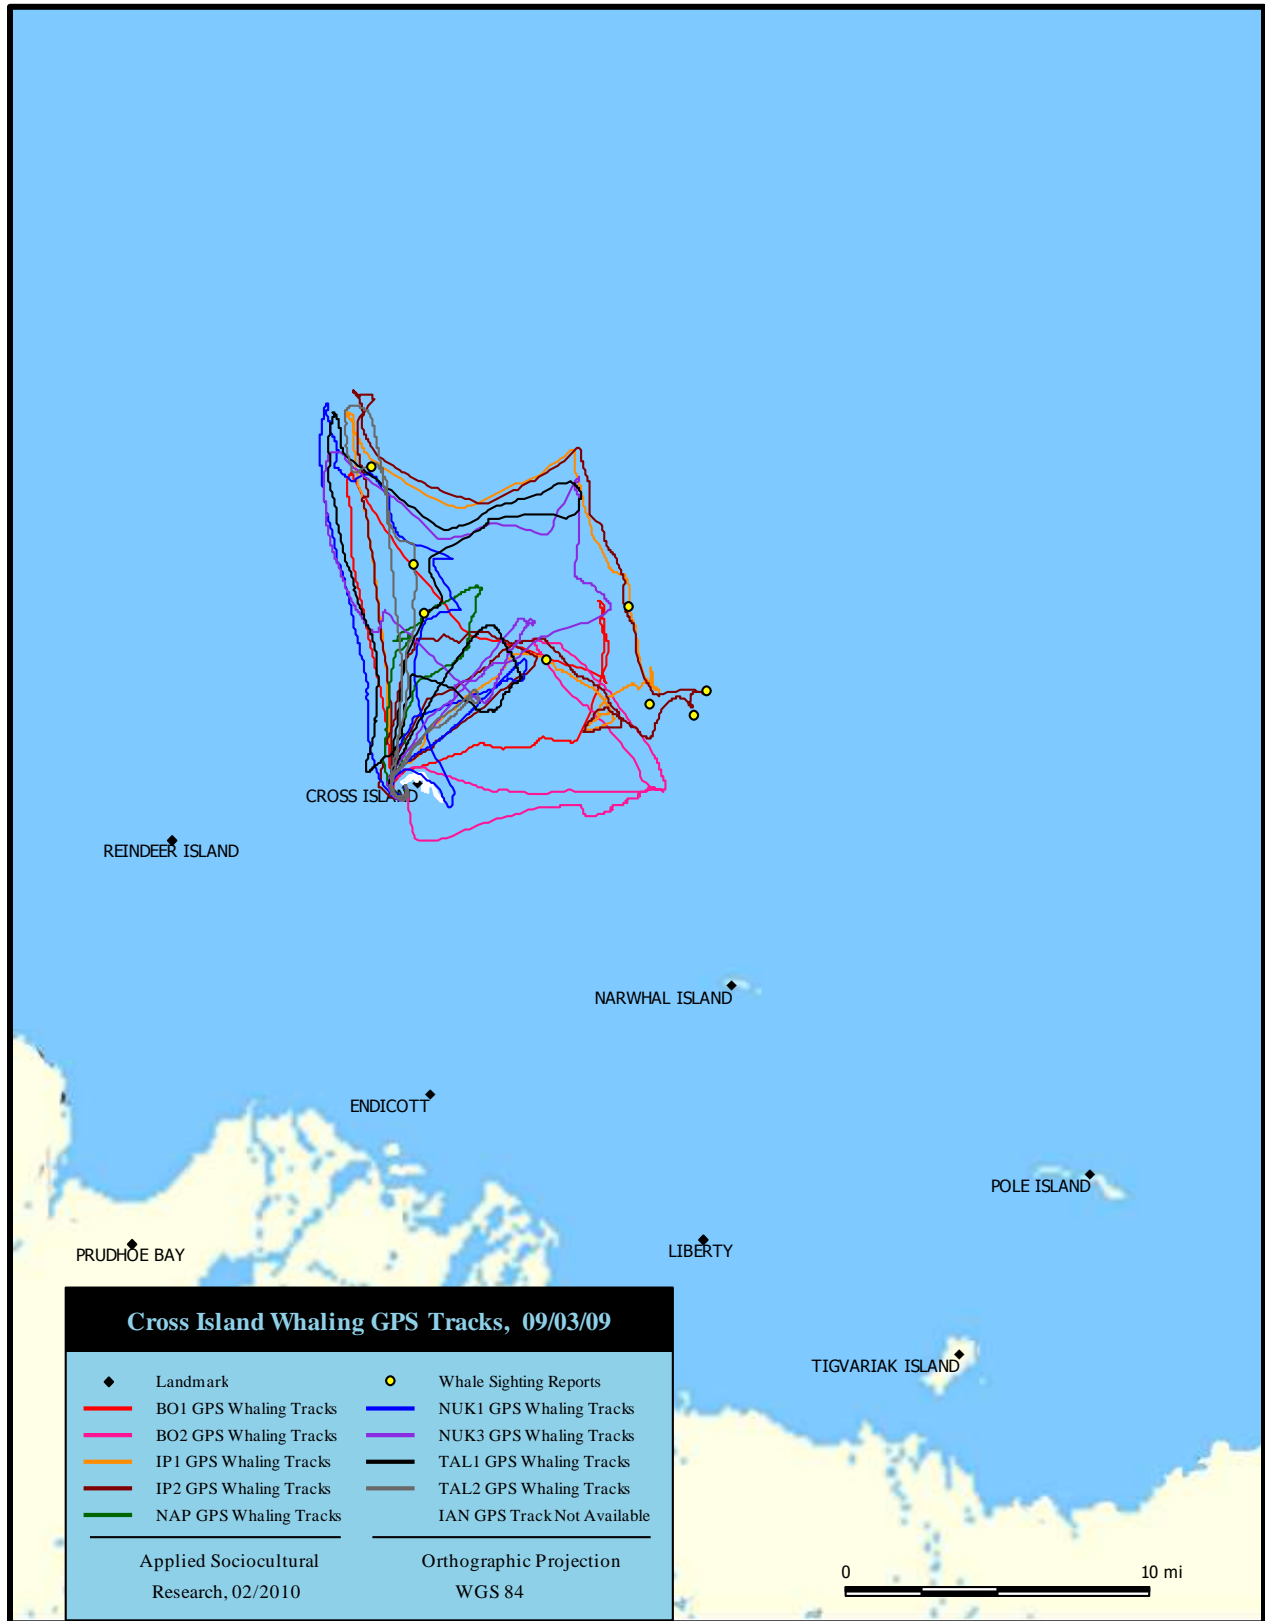 CROSS ISLAND
REINDEER ISLAND
NARWHAL ISLAND
ENDICOTT
POLE ISLAND
LIBERTY
PRUDHOE BAY
TIGVARIAK ISLAND
Cross Island Whaling GPS Tracks, 09/03/09
Landmark
Whale Sighting Reports
BO1 GPS Whaling Tracks
NUK1 GPS Whaling Tracks
BO2 GPS Whaling Tracks
NUK3 GPS Whaling Tracks
IP1 GPS Whaling Tracks
TAL1 GPS Whaling Tracks
IP2 GPS Whaling Tracks
TAL2 GPS Whaling Tracks
NAP GPS Whaling Tracks
IAN GPS Track Not Available
Applied Sociocultural
Research, 02/2010
Orthographic Projection
WGS 84
0 10 mi